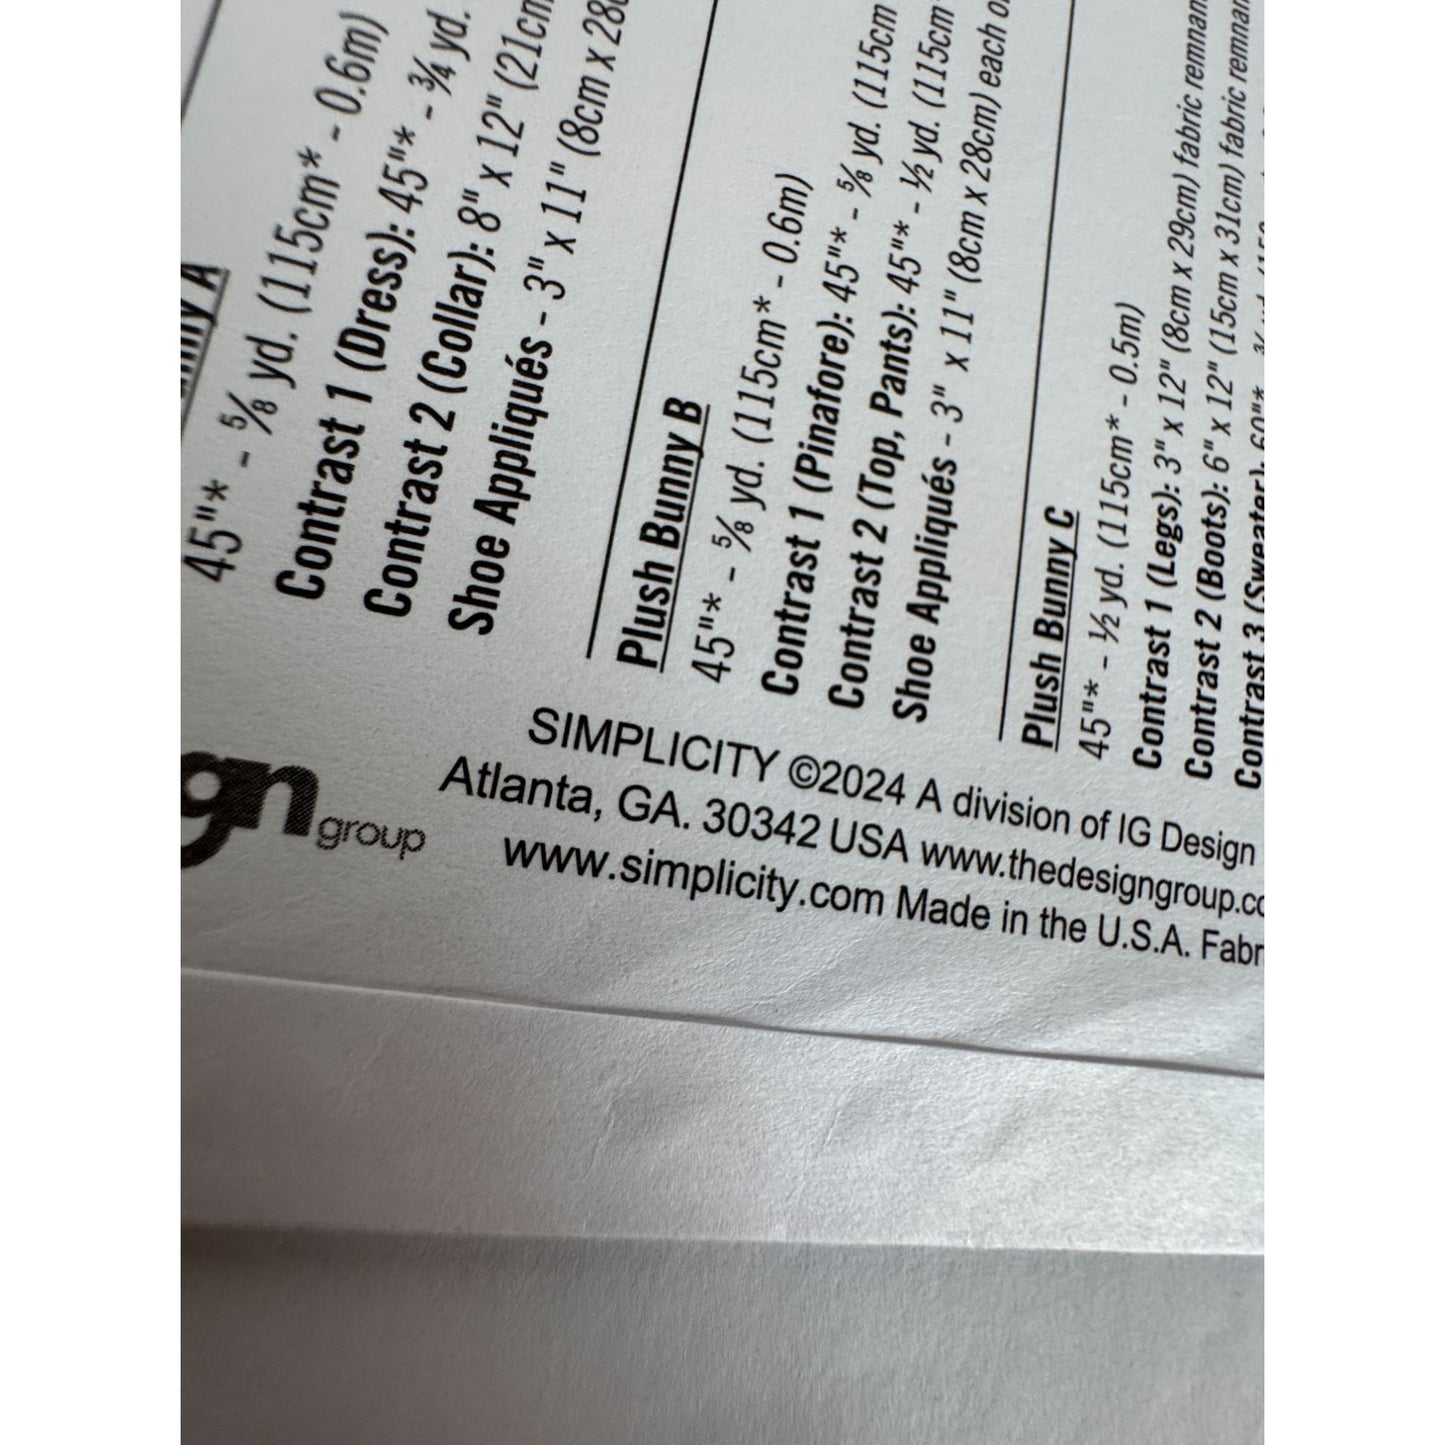 A
45"* - ⅝ yd. (115cm* - 0.6m)
Contrast 1 (Dress): 45"* - ¾ yd.
Contrast 2 (Collar): 8" x 12" (21cm
Shoe Appliqués - 3" x 11" (8cm x
Plush Bunny B
45"* - ⅝ yd. (115cm* - 0.6m)
Contrast 1 (Pinafore): 45"* - ⅝ yd. (115cm
Contrast 2 (Top, Pants): 45"* - ½ yd. (115cm*
Shoe Appliqués - 3" x 11" (8cm x 28cm) each
Plush Bunny C
45"* - ½ yd. (115cm* - 0.5m)
Contrast 1 (Legs): 3" x 12" (8cm x 29cm) fabric
Contrast 2 (Boots): 6" x 12" (15cm x 31cm) fabric
Contrast 3 (Sweater): 60"*
group
SIMPLICITY ©2024 A division of IG Design
Atlanta, GA. 30342 USA www.thedesigngroup.co
www.simplicity.com Made in the U.S.A.